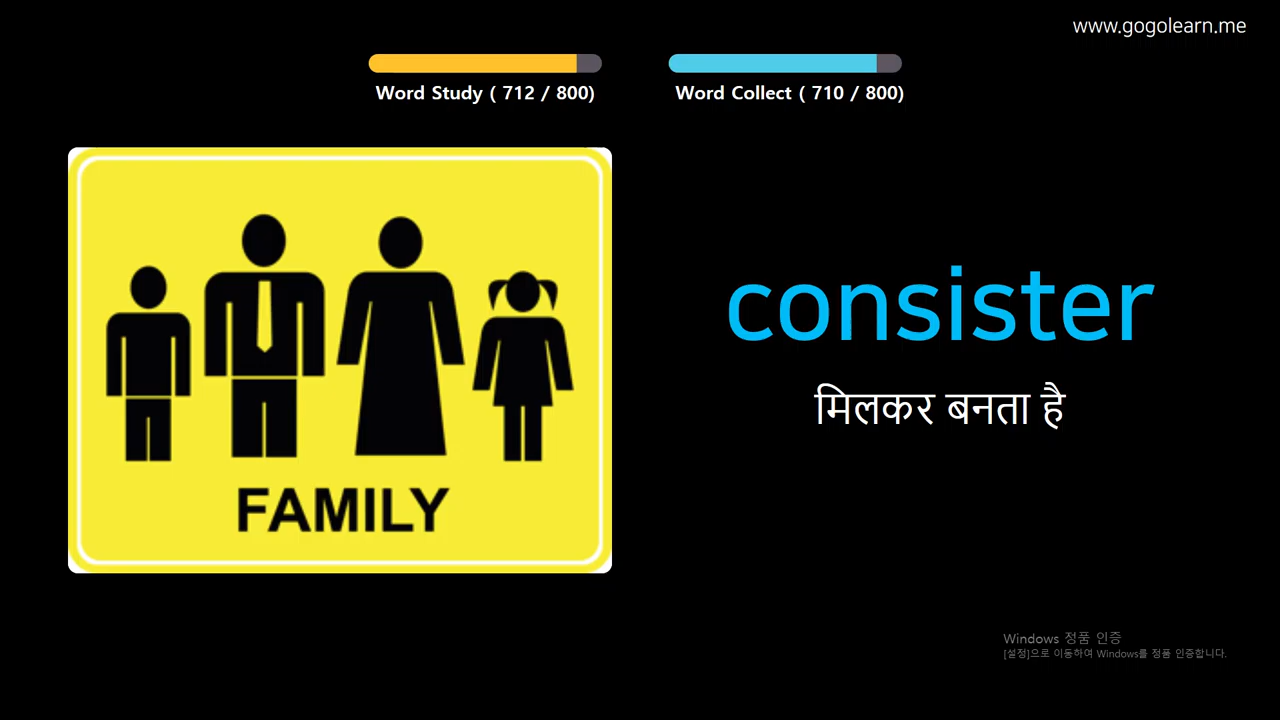 www.gogolearn.me
Word Study ( 712 / 800)
Word Collect ( 710 / 800)
consister
मिलकर बनता है
FAMILY
Windows 정품 인증
[설정]으로 이동하여 Windows를 정품 인증합니다.